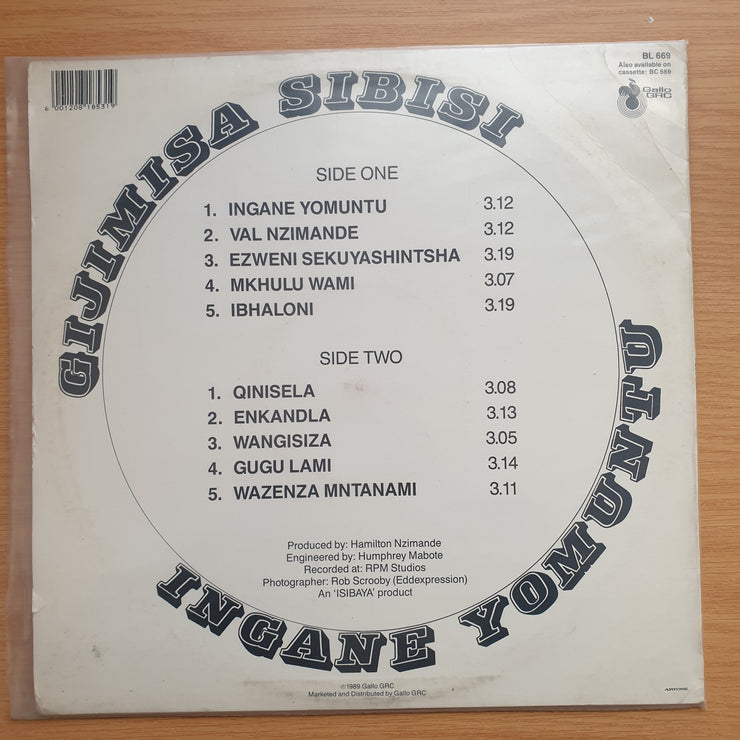 BL 669
Also available on
cassette: BC 669
Gallo
GRC
6 001208 185319
GIJIMISA SIBISI
SIDE ONE
1. INGANE YOMUNTU 3.12
2. VAL NZIMANDE 3.12
3. EZWENI SEKUYASHINTSHA 3.19
4. MKHULU WAMI 3.07
5. IBHALONI 3.19
SIDE TWO
1. QINISELA 3.08
2. ENKANDLA 3.13
3. WANGISIZA 3.05
4. GUGU LAMI 3.14
5. WAZENZA MNTANAMI 3.11
Produced by: Hamilton Nzimande
Engineered by: Humphrey Mabote
Recorded at: RPM Studios
Photographer: Rob Scrooby (Eddexpression)
An ‘ISIBAYA’ product
INGANE YOMUNTU
℗1989 Gallo GRC
Marketed and Distributed by Gallo GRC